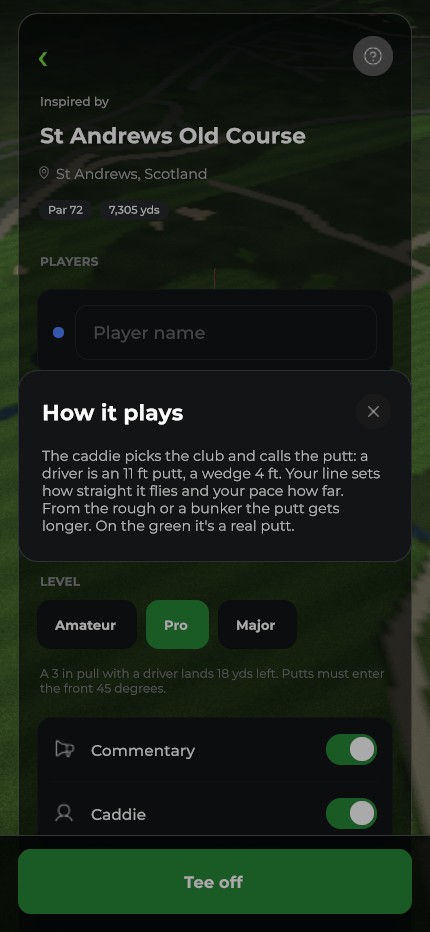 Inspired by
St Andrews Old Course
St Andrews, Scotland
Par 72 7,305 yds
PLAYERS
Player name
How it plays
The caddie picks the club and calls the putt: a
driver is an 11 ft putt, a wedge 4 ft. Your line sets
how straight it flies and your pace how far.
From the rough or a bunker the putt gets
longer. On the green it's a real putt.
LEVEL
Amateur Pro Major
A 3 in pull with a driver lands 18 yds left. Putts must enter
the front 45 degrees.
Commentary
Caddie
Tee off